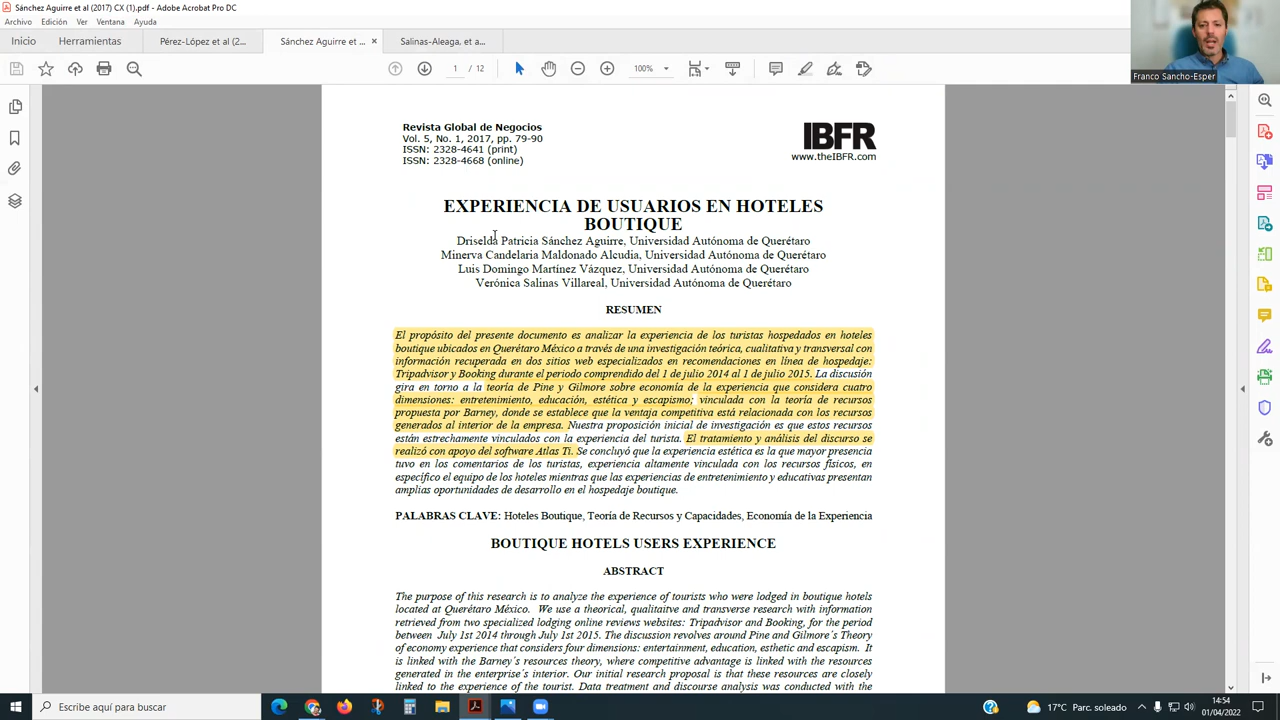 Sánchez Aguirre et al (2017) CX (1).pdf - Adobe Acrobat Pro DC
Archivo Edición Ver Ventana Ayuda
Inicio Herramientas Pérez-López et al (2... Sánchez Aguirre et ... × Salinas-Aleaga, et a...
1 / 12 100%
Franco Sancho-Esper
Revista Global de Negocios
Vol. 5, No. 1, 2017, pp. 79-90
ISSN: 2328-4641 (print)
ISSN: 2328-4668 (online)
IBFR
www.theIBFR.com
EXPERIENCIA DE USUARIOS EN HOTELES
BOUTIQUE
Driselda Patricia Sánchez Aguirre, Universidad Autónoma de Querétaro
Minerva Candelaria Maldonado Alcudia, Universidad Autónoma de Querétaro
Luis Domingo Martínez Vázquez, Universidad Autónoma de Querétaro
Verónica Salinas Villareal, Universidad Autónoma de Querétaro
RESUMEN
El propósito del presente documento es analizar la experiencia de los turistas hospedados en hoteles
boutique ubicados en Querétaro México a través de una investigación teórica, cualitativa y transversal con
información recuperada en dos sitios web especializados en recomendaciones en línea de hospedaje:
Tripadvisor y Booking durante el periodo comprendido del 1 de julio 2014 al 1 de julio 2015. La discusión
gira en torno a la teoría de Pine y Gilmore sobre economía de la experiencia que considera cuatro
dimensiones: entretenimiento, educación, estética y escapismo; vinculada con la teoría de recursos
propuesta por Barney, donde se establece que la ventaja competitiva está relacionada con los recursos
generados al interior de la empresa. Nuestra proposición inicial de investigación es que estos recursos
están estrechamente vinculados con la experiencia del turista. El tratamiento y análisis del discurso se
realizó con apoyo del software Atlas Ti. Se concluyó que la experiencia estética es la que mayor presencia
tuvo en los comentarios de los turistas, experiencia altamente vinculada con los recursos físicos, en
específico el equipo de los hoteles mientras que las experiencias de entretenimiento y educativas presentan
amplias oportunidades de desarrollo en el hospedaje boutique.
PALABRAS CLAVE: Hoteles Boutique, Teoría de Recursos y Capacidades, Economía de la Experiencia
BOUTIQUE HOTELS USERS EXPERIENCE
ABSTRACT
The purpose of this research is to analyze the experience of tourists who were lodged in boutique hotels
located at Querétaro México. We use a theorical, qualitaitve and transverse research with information
retrieved from two specialized lodging online reviews websites: Tripadvisor and Booking, for the period
between July 1st 2014 through July 1st 2015. The discussion revolves around Pine and Gilmore´s Theory
of economy experience that considers four dimensions: entertainment, education, esthetic and escapism. It
is linked with the Barney´s resources theory, where competitive advantage is linked with the resources
generated in the enterprise's interior. Our initial research proposal is that these resources are closely
linked to the experience of the tourist. Data treatment and discourse analysis was conducted with the
Escribe aquí para buscar
17°C Parc. soleado
14:54
01/04/2022